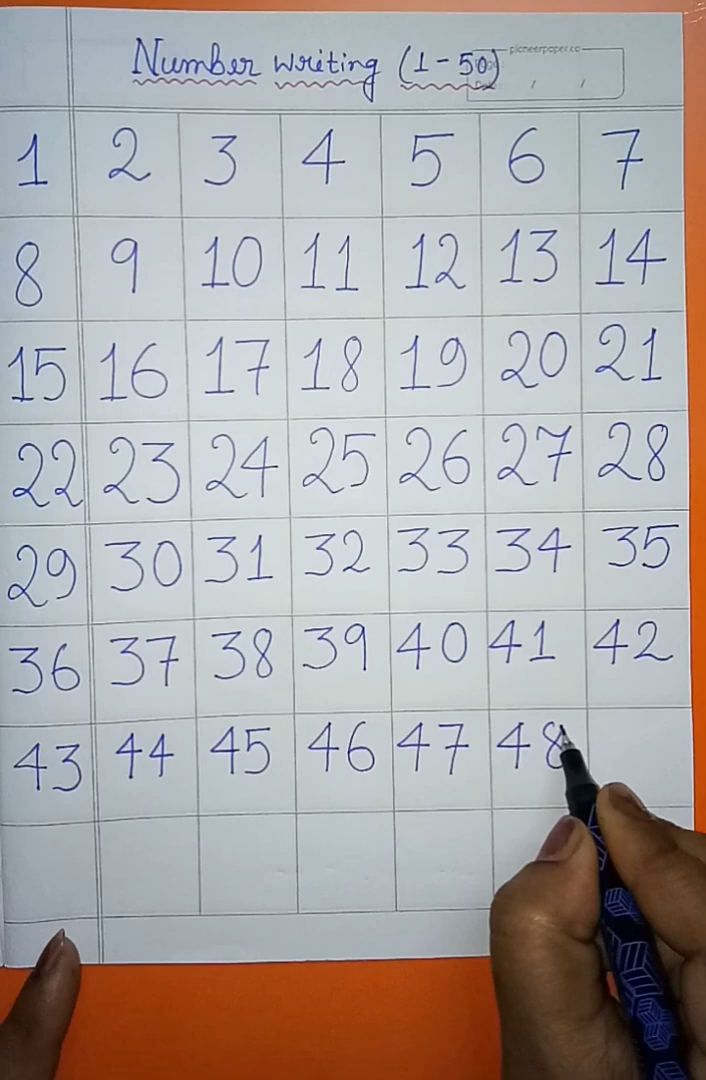 Number writing (1-50)
pioneerpaper.co
1 2 3 4 5 6 7
8 9 10 11 12 13 14
15 16 17 18 19 20 21
22 23 24 25 26 27 28
29 30 31 32 33 34 35
36 37 38 39 40 41 42
43 44 45 46 47 48